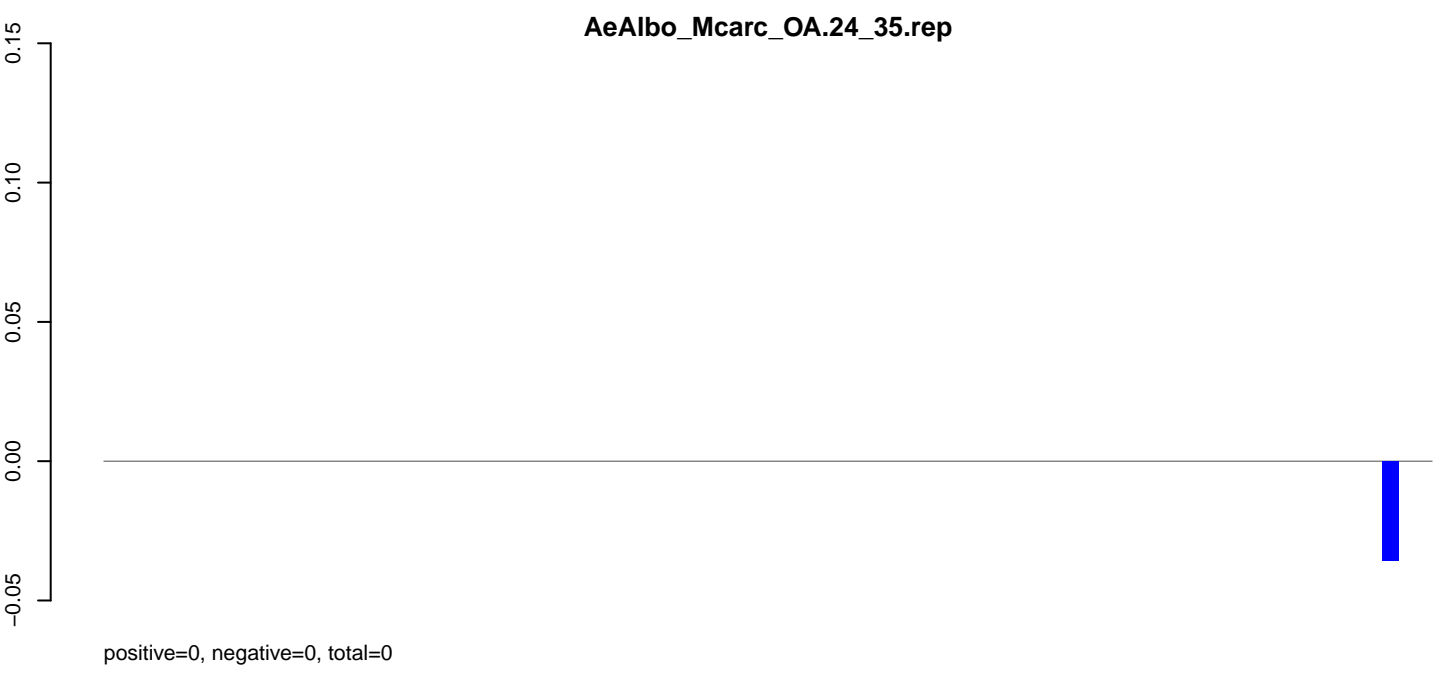 AeAlbo_Mcarc_OA.24_35.rep
0.15
0.10
0.05
0.00
−0.05
positive=0, negative=0, total=0